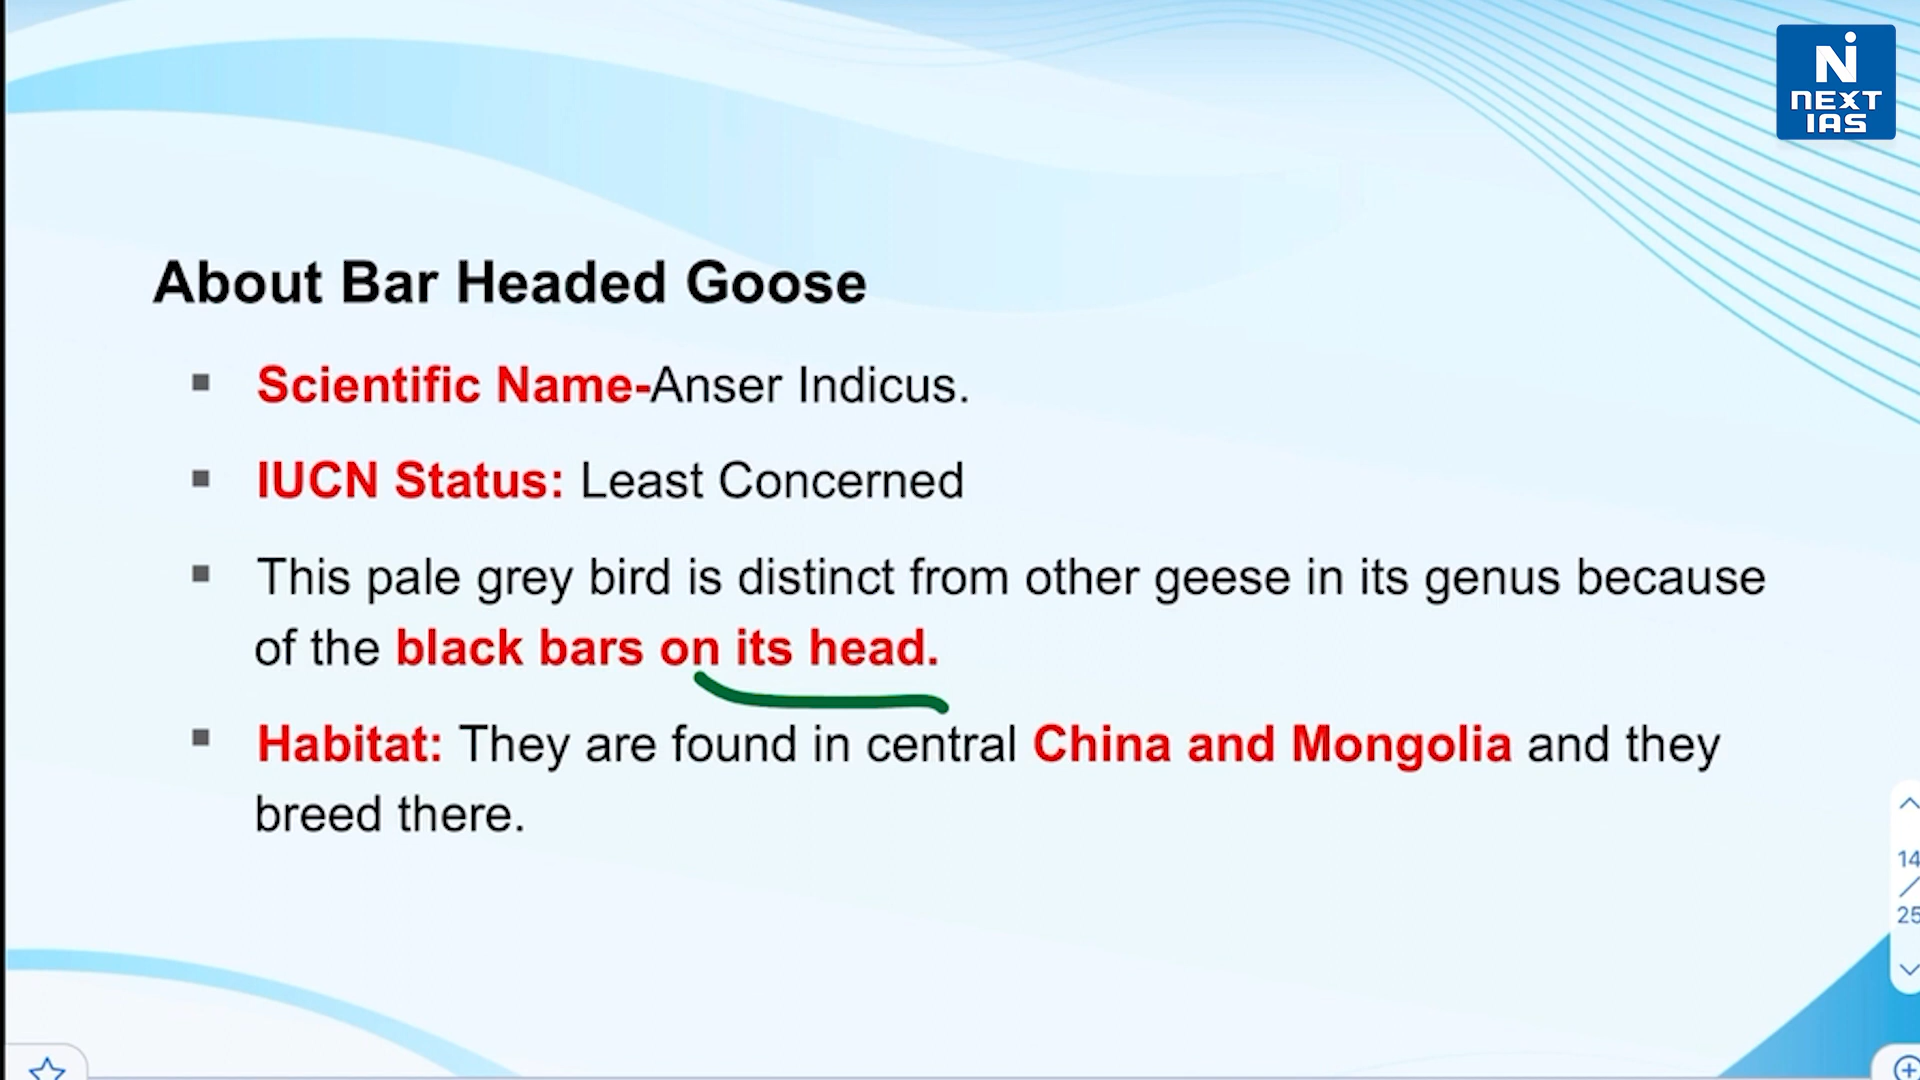 NEXT
IAS
About Bar Headed Goose
Scientific Name-Anser Indicus.
IUCN Status: Least Concerned
This pale grey bird is distinct from other geese in its genus because
of the black bars on its head.
Habitat: They are found in central China and Mongolia and they
breed there.
14
/
25